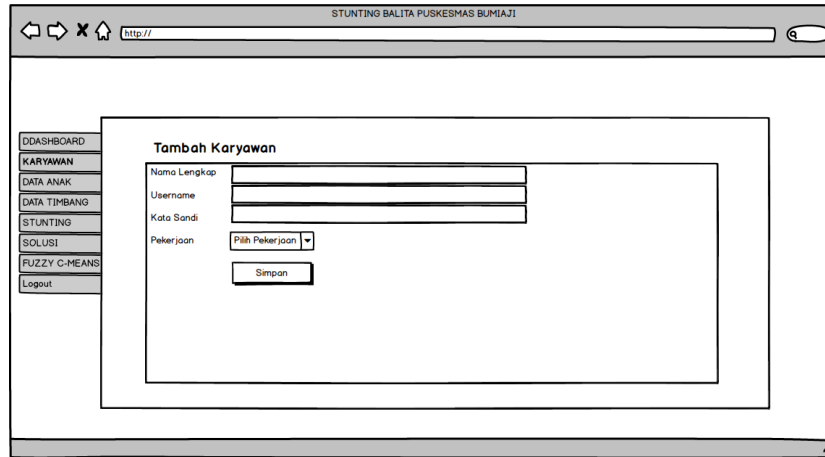 STUNTING BALITA PUSKESMAS BUMIAJI
http://
DDASHBOARD
KARYAWAN
DATA ANAK
DATA TIMBANG
STUNTING
SOLUSI
FUZZY C-MEANS
Logout
Tambah Karyawan
Nama Lengkap
Username
Kata Sandi
Pekerjaan Pilih Pekerjaan
Simpan